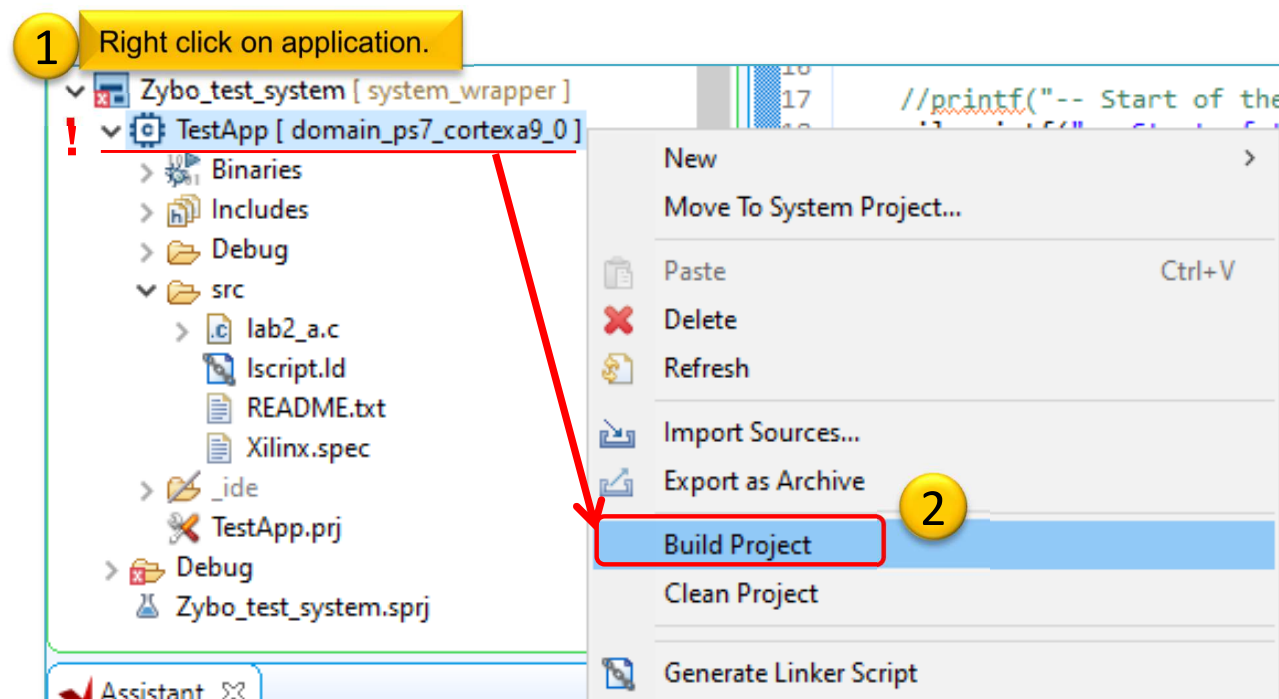 1
Right click on application.
Zybo_test_system [ system_wrapper ]
! TestApp [ domain_ps7_cortexa9_0 ]
Binaries
Includes
Debug
src
lab2_a.c
lscript.ld
README.txt
Xilinx.spec
_ide
TestApp.prj
Debug
Zybo_test_system.sprj
Assistant
16
17 //printf("-- Start of the
New
Move To System Project...
Paste Ctrl+V
Delete
Refresh
Import Sources...
Export as Archive
2
Build Project
Clean Project
Generate Linker Script